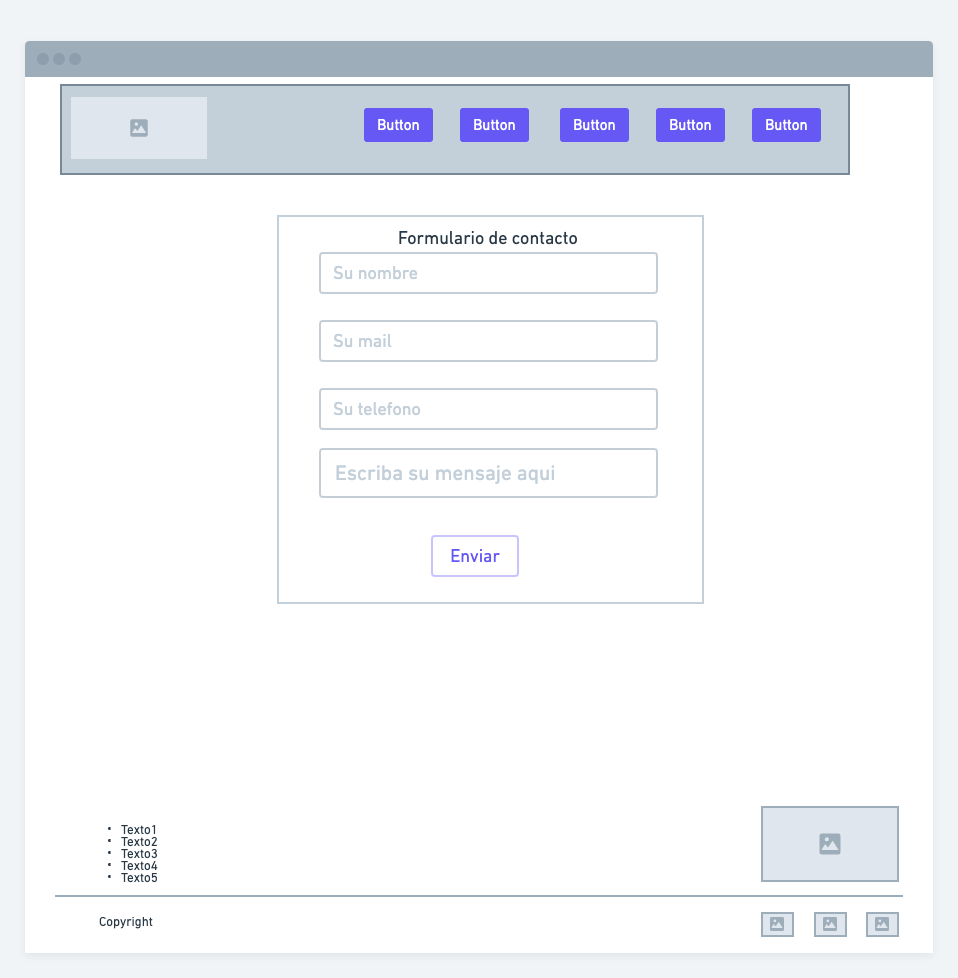 Button Button Button Button Button
Formulario de contacto
Su nombre
Su mail
Su telefono
Escriba su mensaje aqui
Enviar
• Texto1
• Texto2
• Texto3
• Texto4
• Texto5
Copyright